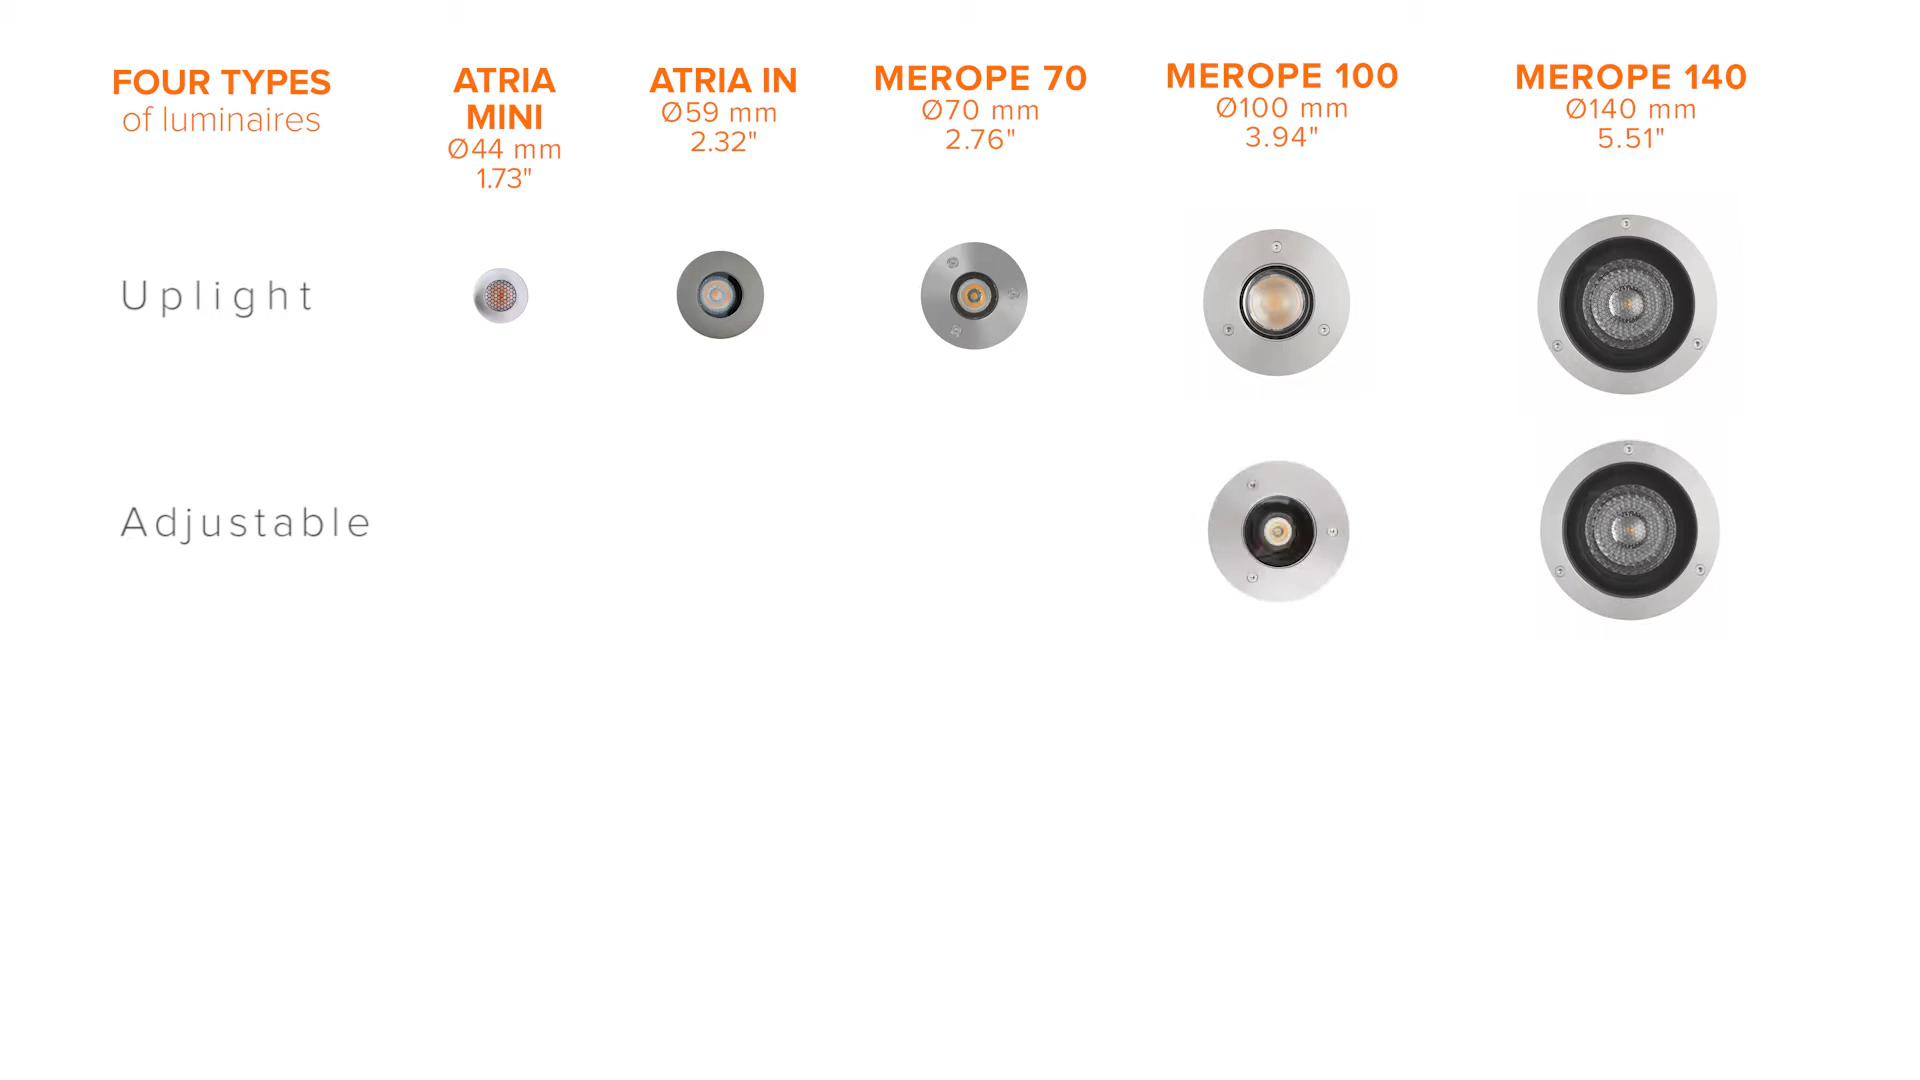 FOUR TYPES
of luminaires
ATRIA
MINI
Ø44 mm
1.73"
ATRIA IN
Ø59 mm
2.32"
MEROPE 70
Ø70 mm
2.76"
MEROPE 100
Ø100 mm
3.94"
MEROPE 140
Ø140 mm
5.51"
Uplight
Adjustable